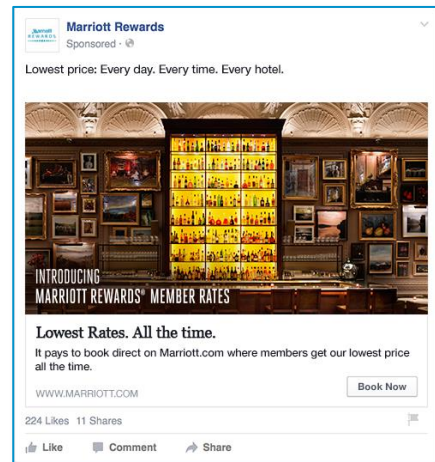 Marriott
REWARDS
Marriott Rewards
Sponsored ·
Lowest price: Every day. Every time. Every hotel.
INTRODUCING
MARRIOTT REWARDS® MEMBER RATES
Lowest Rates. All the time.
It pays to book direct on Marriott.com where members get our lowest price
all the time.
WWW.MARRIOTT.COM
Book Now
224 Likes 11 Shares
Like Comment Share